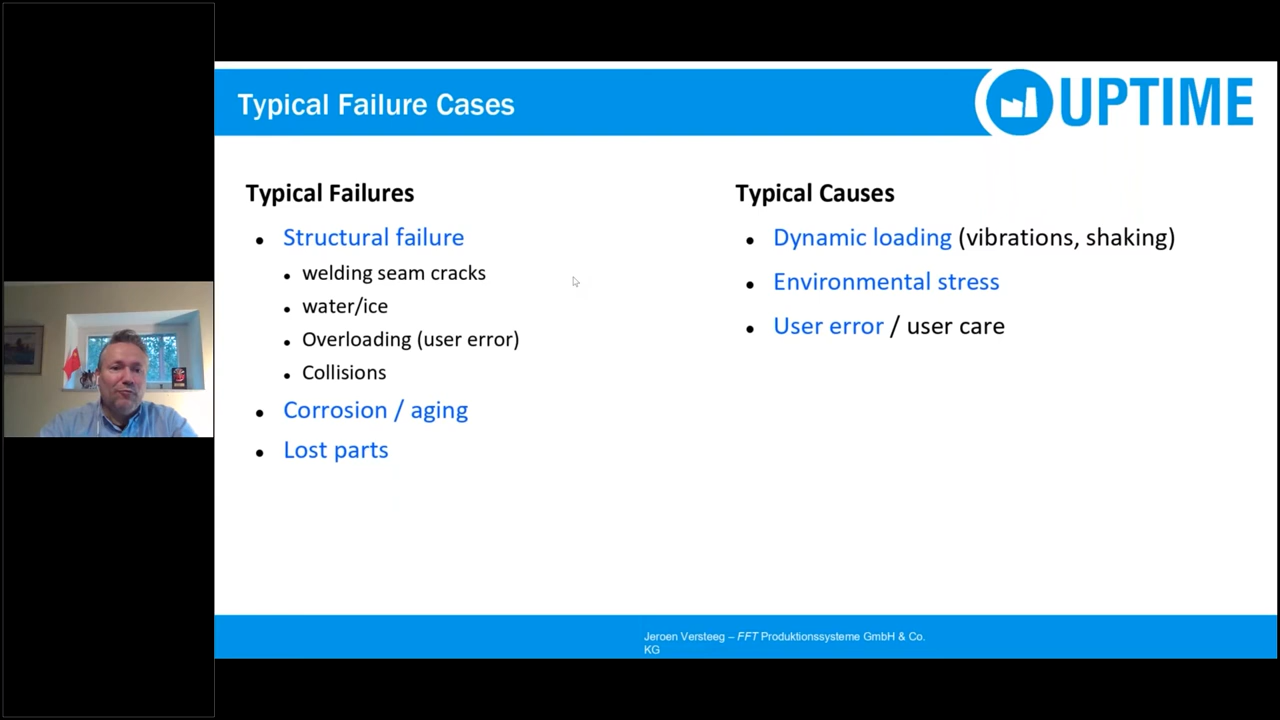 Typical Failure Cases
UPTIME
Typical Failures
Structural failure
welding seam cracks
water/ice
Overloading (user error)
Collisions
Corrosion / aging
Lost parts
Typical Causes
Dynamic loading (vibrations, shaking)
Environmental stress
User error / user care
Jeroen Versteeg – FFT Produktionssysteme GmbH & Co.
KG